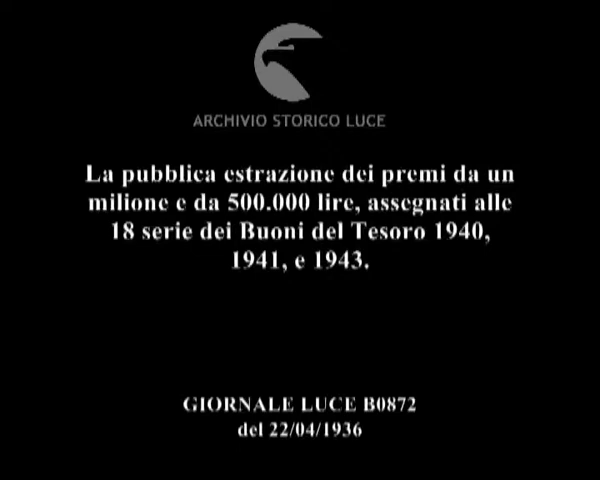 ARCHIVIO STORICO LUCE
La pubblica estrazione dei premi da un
milione e da 500.000 lire, assegnati alle
18 serie dei Buoni del Tesoro 1940,
1941, e 1943.
GIORNALE LUCE B0872
del 22/04/1936